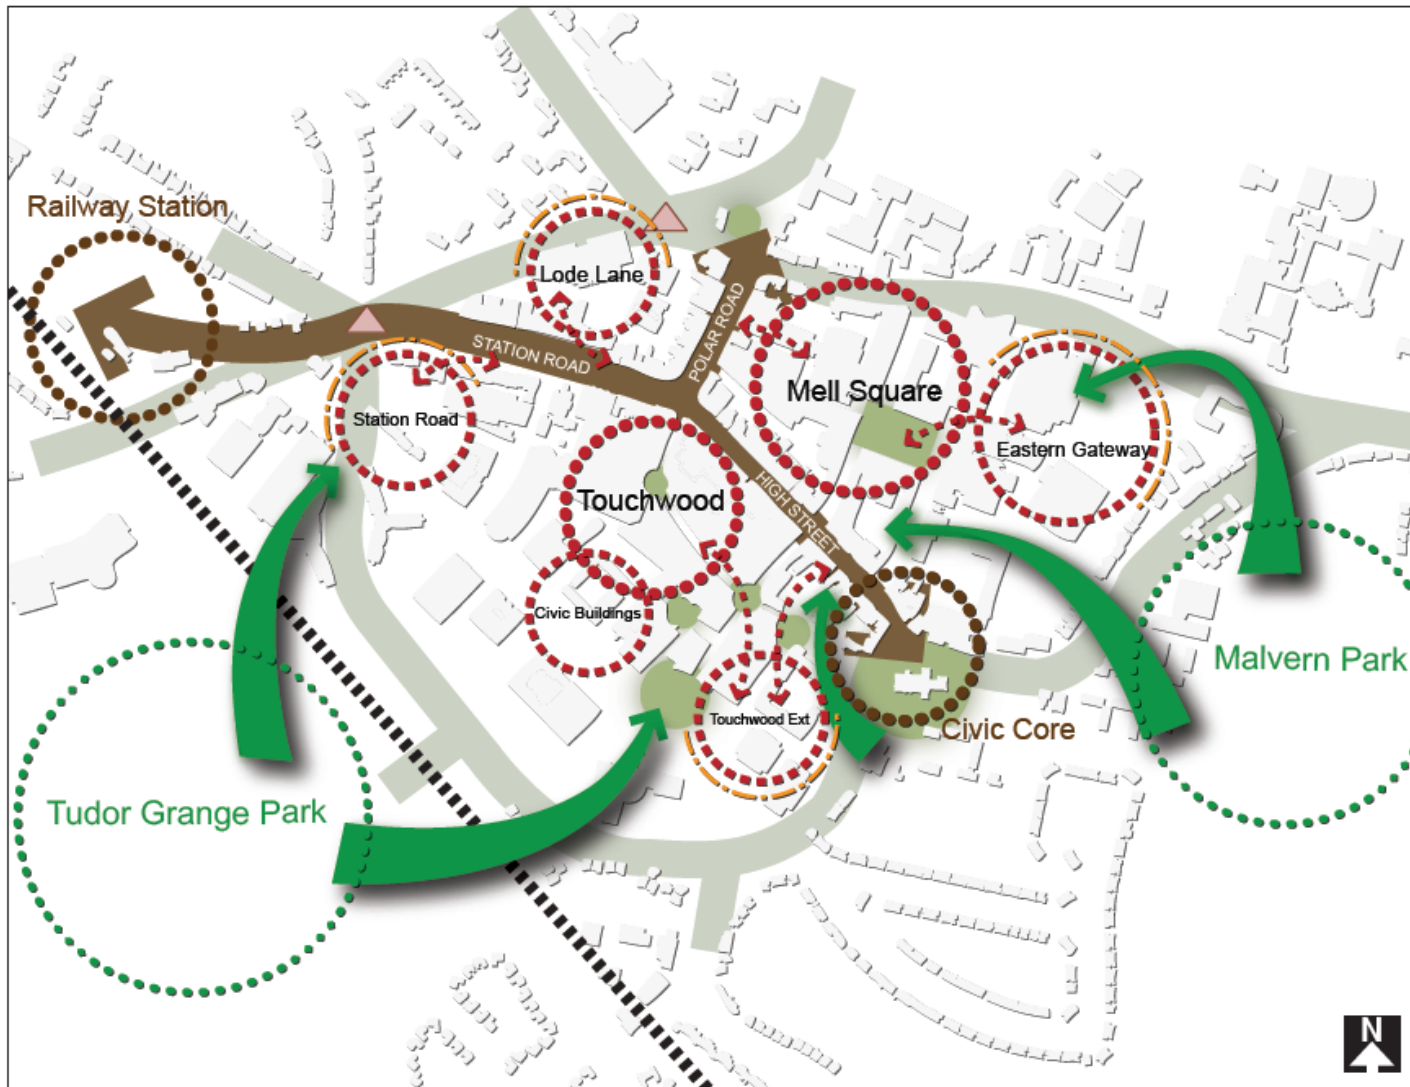 Railway Station
Lode Lane
STATION ROAD
POLAR ROAD
Mell Square
Station Road
Eastern Gateway
Touchwood
HIGH STREET
Civic Buildings
Malvern Park
Touchwood Ext
Civic Core
Tudor Grange Park
N